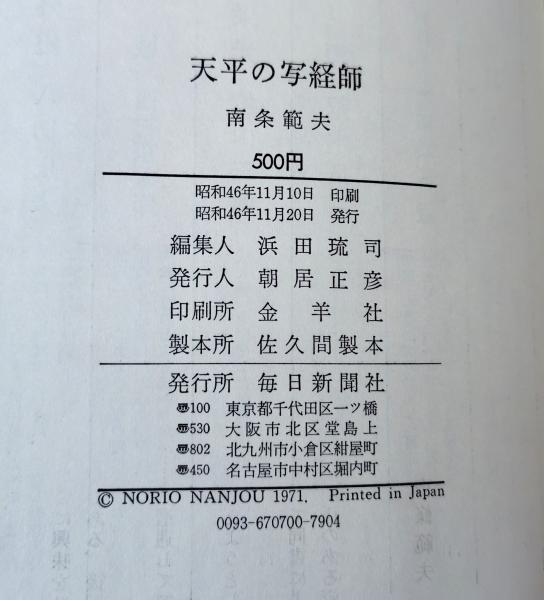 天平の写経師
南条範夫
500円
昭和46年11月10日 印刷
昭和46年11月20日 発行
編集人 浜田琉司
発行人 朝居正彦
印刷所 金羊社
製本所 佐久間製本
発行所 毎日新聞社
〠100 東京都千代田区一ツ橋
〠530 大阪市北区堂島上
〠802 北九州市小倉区紺屋町
〠450 名古屋市中村区堀内町
© NORIO NANJOU 1971. Printed in Japan
0093-670700-7904